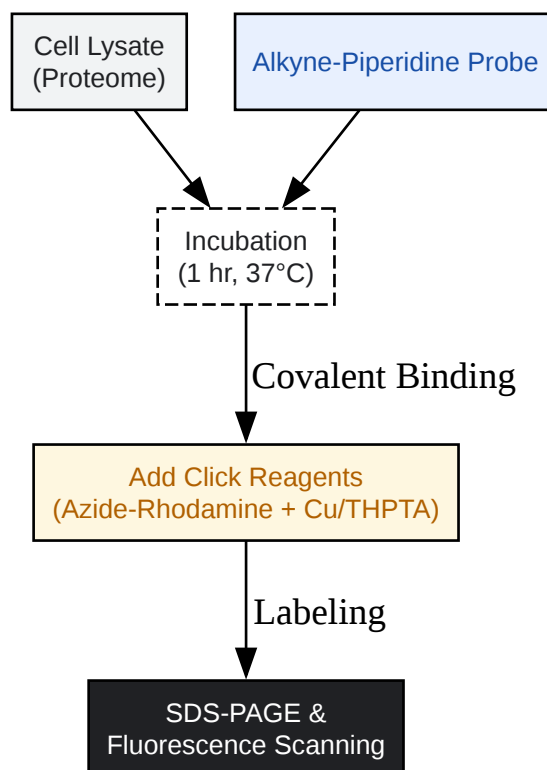 Cell Lysate
(Proteome)
Alkyne-Piperidine Probe
Incubation
(1 hr, 37°C)
Covalent Binding
Add Click Reagents
(Azide-Rhodamine + Cu/THPTA)
Labeling
SDS-PAGE &
Fluorescence Scanning